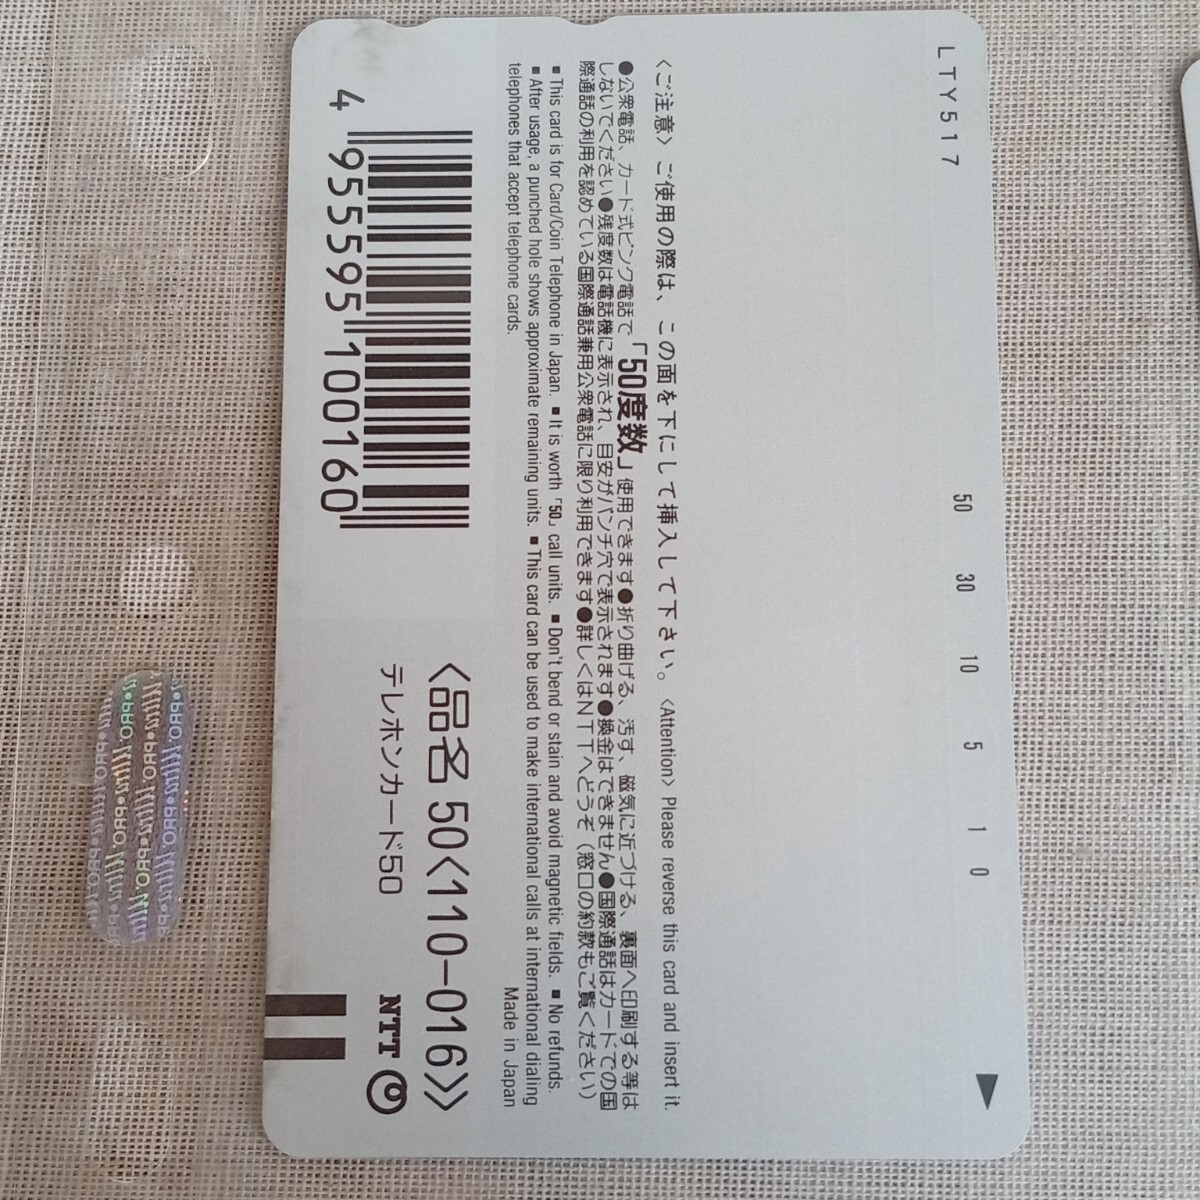 LTY517
50 30 10 5 1 0
〈ご注意〉ご使用の際は、この面を下にして挿入して下さい。〈Attention〉Please reverse this card and insert it.
●公衆電話、カード式ピンク電話で「50度数」使用できます●折り曲げる、汚す、磁気に近づける、裏面へ印刷する等は
しないでください●残度数は電話機に表示され、目安がパンチ穴で表示されます●換金はできません●国際通話はカードでの国
際通話の利用を認めている国際通話兼用公衆電話に限り利用できます●詳しくはNTTへどうぞ(窓口の約款もご覧ください)
■This card is for Card/Coin Telephone in Japan. ■It is worth「50」call units. ■Don't bend or stain and avoid magnetic fields. ■No refunds.
■After usage, a punched hole shows approximate remaining units. ■This card can be used to make international calls at international dialing
telephones that accept telephone cards.
Made in Japan
〈品名 50〈110-016〉〉
テレホンカード50
NTT
4 955595 100160